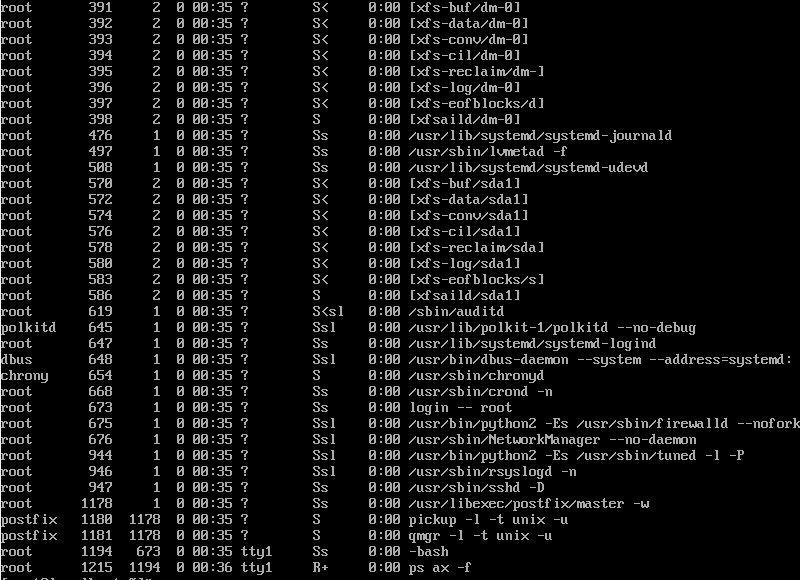 root 391 2 0 00:35 ? S< 0:00 [xfs-buf/dm-0]
root 392 2 0 00:35 ? S< 0:00 [xfs-data/dm-0]
root 393 2 0 00:35 ? S< 0:00 [xfs-conv/dm-0]
root 394 2 0 00:35 ? S< 0:00 [xfs-cil/dm-0]
root 395 2 0 00:35 ? S< 0:00 [xfs-reclaim/dm-]
root 396 2 0 00:35 ? S< 0:00 [xfs-log/dm-0]
root 397 2 0 00:35 ? S< 0:00 [xfs-eofblocks/d]
root 398 2 0 00:35 ? S 0:00 [xfsaild/dm-0]
root 476 1 0 00:35 ? Ss 0:00 /usr/lib/systemd/systemd-journald
root 497 1 0 00:35 ? Ss 0:00 /usr/sbin/lvmetad -f
root 508 1 0 00:35 ? Ss 0:00 /usr/lib/systemd/systemd-udevd
root 570 2 0 00:35 ? S< 0:00 [xfs-buf/sda1]
root 572 2 0 00:35 ? S< 0:00 [xfs-data/sda1]
root 574 2 0 00:35 ? S< 0:00 [xfs-conv/sda1]
root 576 2 0 00:35 ? S< 0:00 [xfs-cil/sda1]
root 578 2 0 00:35 ? S< 0:00 [xfs-reclaim/sda]
root 580 2 0 00:35 ? S< 0:00 [xfs-log/sda1]
root 583 2 0 00:35 ? S< 0:00 [xfs-eofblocks/s]
root 586 2 0 00:35 ? S 0:00 [xfsaild/sda1]
root 619 1 0 00:35 ? S<sl 0:00 /sbin/auditd
polkitd 645 1 0 00:35 ? Ssl 0:00 /usr/lib/polkit-1/polkitd --no-debug
root 647 1 0 00:35 ? Ss 0:00 /usr/lib/systemd/systemd-logind
dbus 648 1 0 00:35 ? Ssl 0:00 /usr/bin/dbus-daemon --system --address=systemd:
chrony 654 1 0 00:35 ? S 0:00 /usr/sbin/chronyd
root 668 1 0 00:35 ? Ss 0:00 /usr/sbin/crond -n
root 673 1 0 00:35 ? Ss 0:00 login -- root
root 675 1 0 00:35 ? Ssl 0:00 /usr/bin/python2 -Es /usr/sbin/firewalld --nofork
root 676 1 0 00:35 ? Ssl 0:00 /usr/sbin/NetworkManager --no-daemon
root 944 1 0 00:35 ? Ssl 0:00 /usr/bin/python2 -Es /usr/sbin/tuned -l -P
root 946 1 0 00:35 ? Ssl 0:00 /usr/sbin/rsyslogd -n
root 947 1 0 00:35 ? Ss 0:00 /usr/sbin/sshd -D
root 1178 1 0 00:35 ? Ss 0:00 /usr/libexec/postfix/master -w
postfix 1180 1178 0 00:35 ? S 0:00 pickup -l -t unix -u
postfix 1181 1178 0 00:35 ? S 0:00 qmgr -l -t unix -u
root 1194 673 0 00:35 tty1 Ss 0:00 -bash
root 1215 1194 0 00:36 tty1 R+ 0:00 ps ax -f